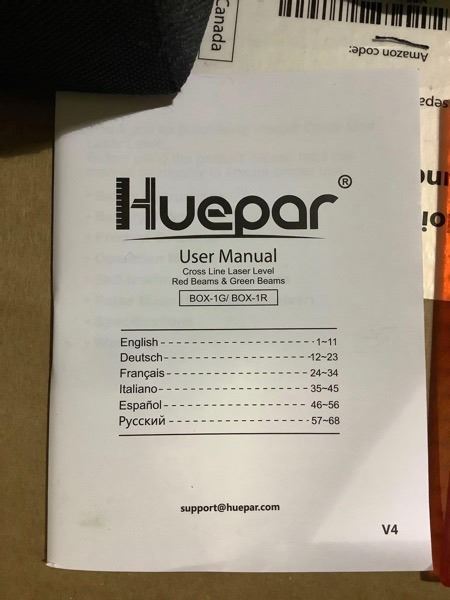 Canada
Amazon code:
Huepar®
User Manual
Cross Line Laser Level
Red Beams & Green Beams
BOX-1G/ BOX-1R
English - - - - - - - - - - - - - - - - - - - 1~11
Deutsch - - - - - - - - - - - - - - - - - - -12~23
Français - - - - - - - - - - - - - - - - - - 24~34
Italiano - - - - - - - - - - - - - - - - - - 35~45
Español - - - - - - - - - - - - - - - - - - 46~56
Русский - - - - - - - - - - - - - - - - - - 57~68
support@huepar.com
V4